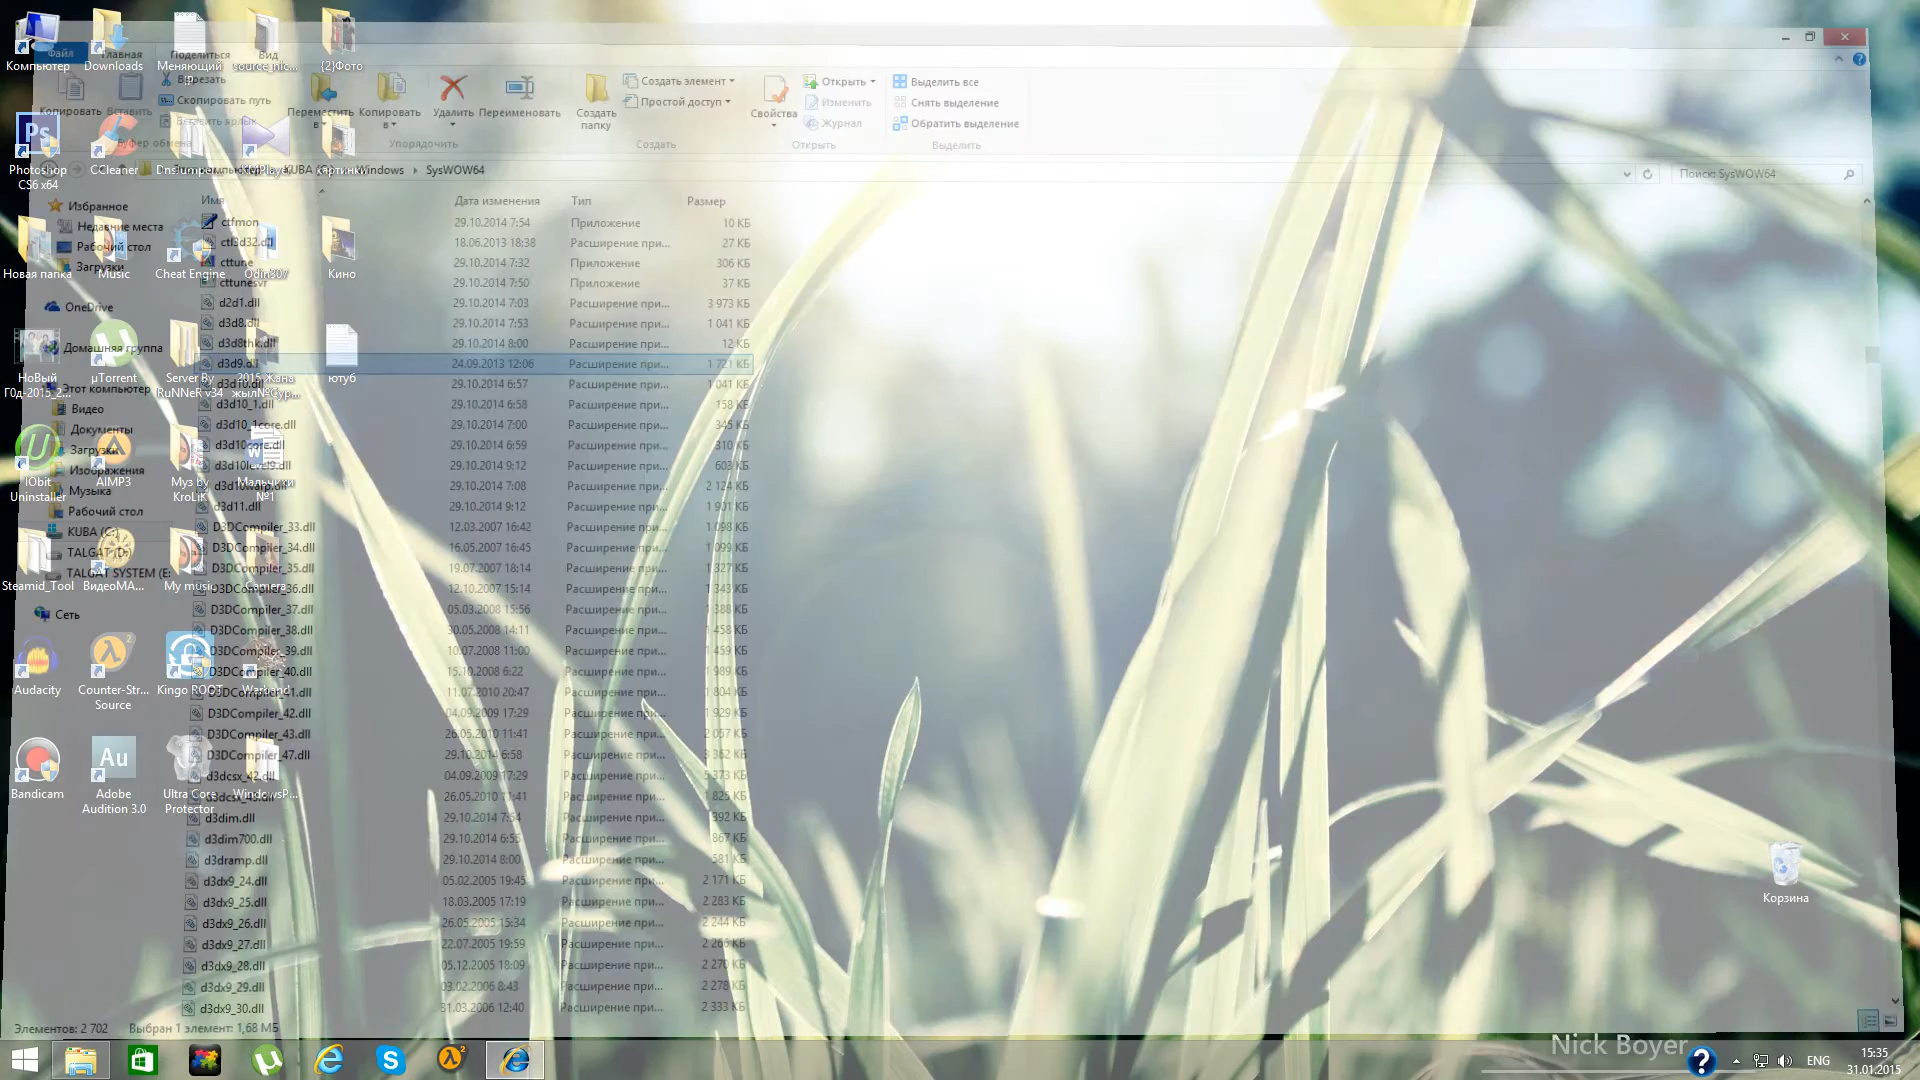 Файл
Главная
Поделиться
Вид
Копировать
Вставить
Вырезать
Скопировать путь
Вставить ярлык
Переместить в
Копировать в
Удалить
Переименовать
Создать папку
Создать элемент
Простой доступ
Свойства
Открыть
Изменить
Журнал
Выделить все
Снять выделение
Обратить выделение
Буфер обмена
Упорядочить
Создать
Открыть
Выделить
KUBA (C:) Windows SysWOW64
Поиск: SysWOW64
Компьютер
Downloads
Меняющий
{2}Фото
Photoshop CS6 x64
CCleaner
картинки
Новая папка
Music
Cheat Engine
Odin307
Кино
НоВый Г0д-2015_2...
µTorrent
Server By RuNNeR v34
2015 Жана
ютуб
IObit Uninstaller
AIMP3
Муз by KroLiK
Мальчики №1
Steamid_Tool
ВидеоМА...
My music
Camera
Audacity
Counter-Str... Source
Kingo ROOT
Warband
Bandicam
Adobe Audition 3.0
Ultra Core Protector
WindowsP...
Корзина
Избранное
Недавние места
Рабочий стол
Загрузки
OneDrive
Домашняя группа
Этот компьютер
Видео
Документы
Загрузки
Изображения
Музыка
Рабочий стол
KUBA (C:)
TALGAT (D:)
TALGAT SYSTEM (E:
Сеть
Имя Дата изменения Тип Размер
ctfmon 29.10.2014 7:54 Приложение 10 КБ
ctl3d32.dll 18.06.2013 18:38 Расширение при... 27 КБ
cttune 29.10.2014 7:32 Приложение 306 КБ
cttunesvr 29.10.2014 7:50 Приложение 37 КБ
d2d1.dll 29.10.2014 7:03 Расширение при... 3 973 КБ
d3d8.dll 29.10.2014 7:53 Расширение при... 1 041 КБ
d3d8thk.dll 29.10.2014 8:00 Расширение при... 12 КБ
d3d9.dll 24.09.2013 12:06 Расширение при... 1 721 КБ
d3d10.dll 29.10.2014 6:57 Расширение при... 1 041 КБ
d3d10_1.dll 29.10.2014 6:58 Расширение при... 158 КБ
d3d10_1core.dll 29.10.2014 7:00 Расширение при... 345 КБ
d3d10core.dll 29.10.2014 6:59 Расширение при... 310 КБ
d3d10level9.dll 29.10.2014 9:12 Расширение при... 603 КБ
d3d10warp.dll 29.10.2014 7:08 Расширение при... 2 124 КБ
d3d11.dll 29.10.2014 9:12 Расширение при... 1 901 КБ
D3DCompiler_33.dll 12.03.2007 16:42 Расширение при... 1 098 КБ
D3DCompiler_34.dll 16.05.2007 16:45 Расширение при... 1 099 КБ
D3DCompiler_35.dll 19.07.2007 18:14 Расширение при... 1 327 КБ
D3DCompiler_36.dll 12.10.2007 15:14 Расширение при... 1 343 КБ
D3DCompiler_37.dll 05.03.2008 15:56 Расширение при... 1 388 КБ
D3DCompiler_38.dll 30.05.2008 14:11 Расширение при... 1 458 КБ
D3DCompiler_39.dll 10.07.2008 11:00 Расширение при... 1 459 КБ
D3DCompiler_40.dll 15.10.2008 6:22 Расширение при... 1 989 КБ
D3DCompiler_41.dll 11.07.2010 20:47 Расширение при... 1 804 КБ
D3DCompiler_42.dll 04.09.2009 17:29 Расширение при... 1 929 КБ
D3DCompiler_43.dll 26.05.2010 11:41 Расширение при... 2 057 КБ
D3DCompiler_47.dll 29.10.2014 6:58 Расширение при... 3 362 КБ
d3dcsx_42.dll 04.09.2009 17:29 Расширение при... 5 373 КБ
d3dcsx_43.dll 26.05.2010 11:41 Расширение при... 1 825 КБ
d3dim.dll 29.10.2014 7:54 Расширение при... 392 КБ
d3dim700.dll 29.10.2014 6:55 Расширение при... 867 КБ
d3dramp.dll 29.10.2014 8:00 Расширение при... 581 КБ
d3dx9_24.dll 05.02.2005 19:45 Расширение при... 2 171 КБ
d3dx9_25.dll 18.03.2005 17:19 Расширение при... 2 283 КБ
d3dx9_26.dll 26.05.2005 15:34 Расширение при... 2 244 КБ
d3dx9_27.dll 22.07.2005 19:59 Расширение при... 2 266 КБ
d3dx9_28.dll 05.12.2005 18:09 Расширение при... 2 270 КБ
d3dx9_29.dll 03.02.2006 8:43 Расширение при... 2 278 КБ
d3dx9_30.dll 31.03.2006 12:40 Расширение при... 2 333 КБ
Элементов: 2 702 Выбран 1 элемент: 1,68 МБ
Nick Boyer
ENG
15:35
31.01.2015